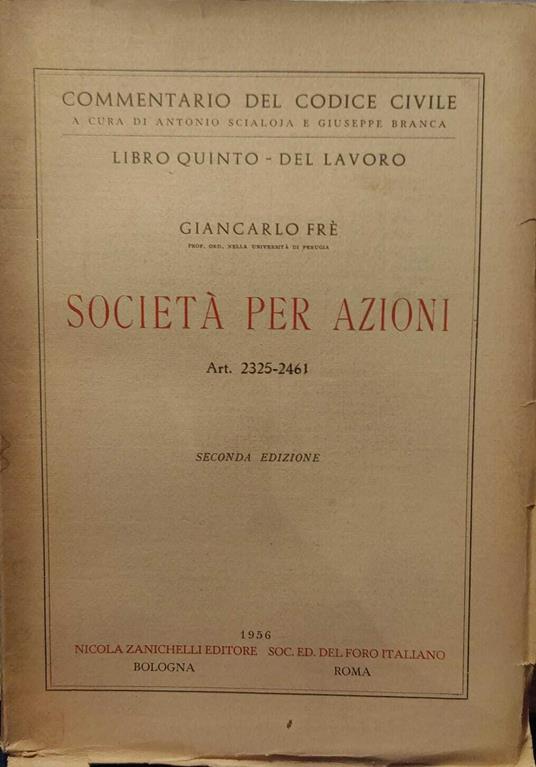 COMMENTARIO DEL CODICE CIVILE
A CURA DI ANTONIO SCIALOJA E GIUSEPPE BRANCA
LIBRO QUINTO - DEL LAVORO
GIANCARLO FRÈ
PROF. ORD. NELLA UNIVERSITÀ DI PERUGIA
SOCIETÀ PER AZIONI
Art. 2325-2461
SECONDA EDIZIONE
1956
NICOLA ZANICHELLI EDITORE SOC. ED. DEL FORO ITALIANO
BOLOGNA ROMA